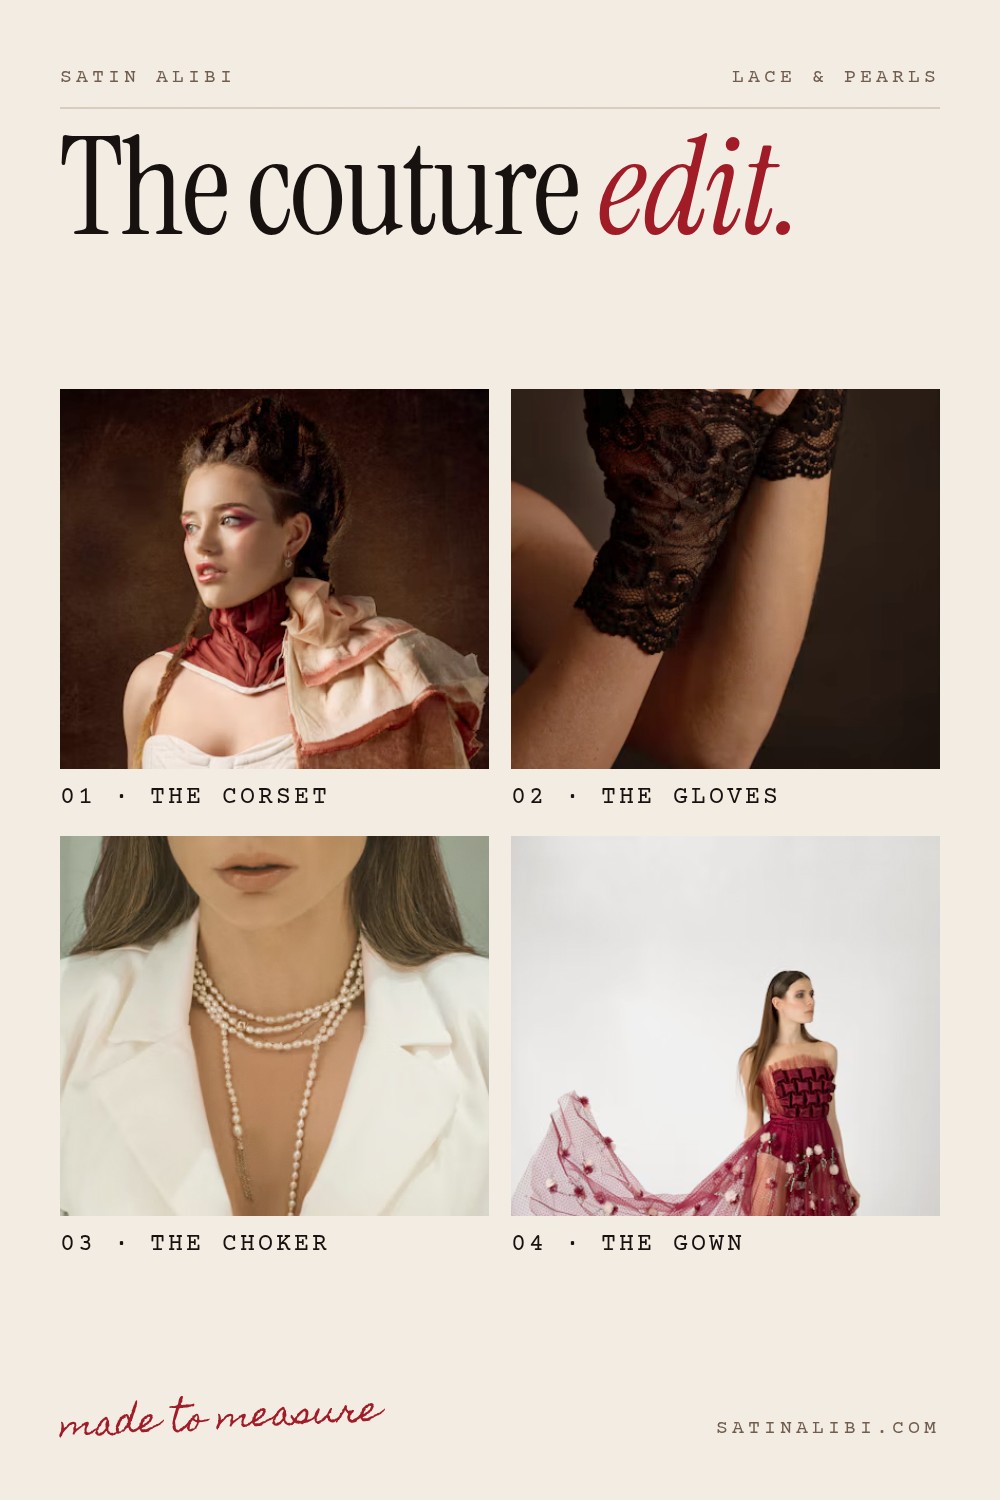 SATIN ALIBI
LACE & PEARLS
The couture edit.
01 · THE CORSET
02 · THE GLOVES
03 · THE CHOKER
04 · THE GOWN
made to measure
SATINALIBI.COM